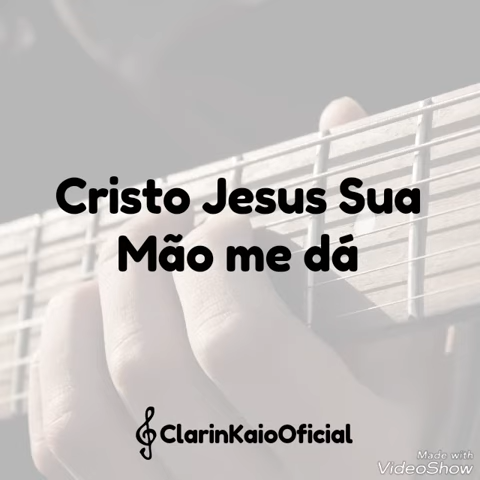 Cristo Jesus Sua
Mão me dá
ClarinKaioOficial
Made with
VideoShow